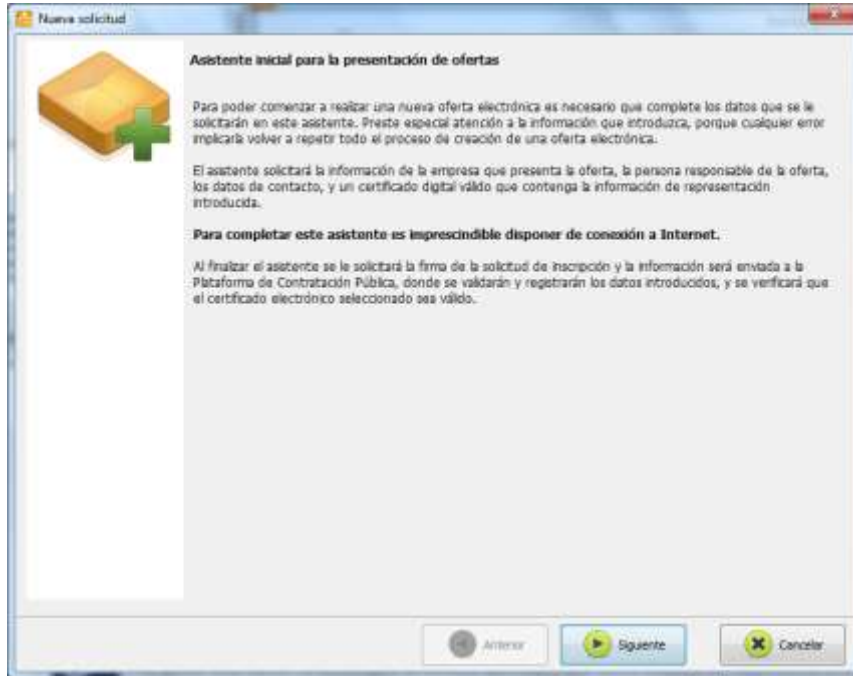 Nueva solicitud
Asistente inicial para la presentación de ofertas
Para poder comenzar a realizar una nueva oferta electrónica es necesario que complete los datos que se le
solicitarán en este asistente. Preste especial atención a la información que introduzca, porque cualquier error
implicaría volver a repetir todo el proceso de creación de una oferta electrónica.
El asistente solicitará la información de la empresa que presenta la oferta, la persona responsable de la oferta,
los datos de contacto, y un certificado digital válido que contenga la información de representación
introducida.
Para completar este asistente es imprescindible disponer de conexión a Internet.
Al finalizar el asistente se le solicitará la firma de la solicitud de inscripción y la información será enviada a la
Plataforma de Contratación Pública, donde se validarán y registrarán los datos introducidos, y se verificará que
el certificado electrónico seleccionado sea válido.
Anterior
Siguiente
Cancelar